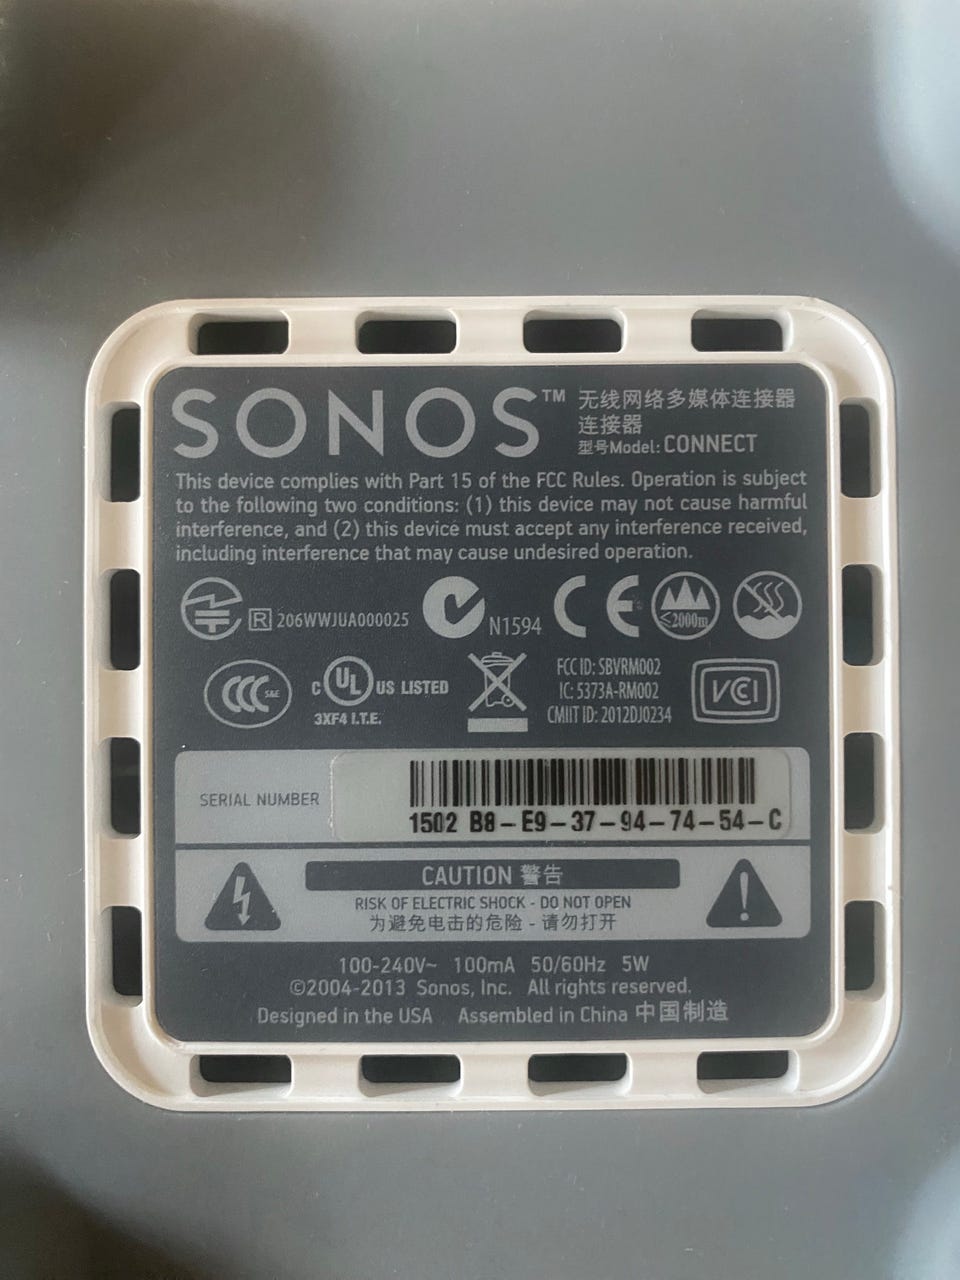 SONOS™ 无线网络多媒体连接器
连接器
型号Model: CONNECT
This device complies with Part 15 of the FCC Rules. Operation is subject
to the following two conditions: (1) this device may not cause harmful
interference, and (2) this device must accept any interference received,
including interference that may cause undesired operation.
R 206WWJUA000025 N1594 CE ≤2000m
CCC S&E C UL US LISTED
3XF4 I.T.E.
FCC ID: SBVRM002
IC: 5373A-RM002
CMIIT ID: 2012DJ0234
VCI
SERIAL NUMBER
1502 B8-E9-37-94-74-54-C
CAUTION 警告
RISK OF ELECTRIC SHOCK - DO NOT OPEN
为避免电击的危险 - 请勿打开
100-240V~ 100mA 50/60Hz 5W
©2004-2013 Sonos, Inc. All rights reserved.
Designed in the USA Assembled in China 中国制造